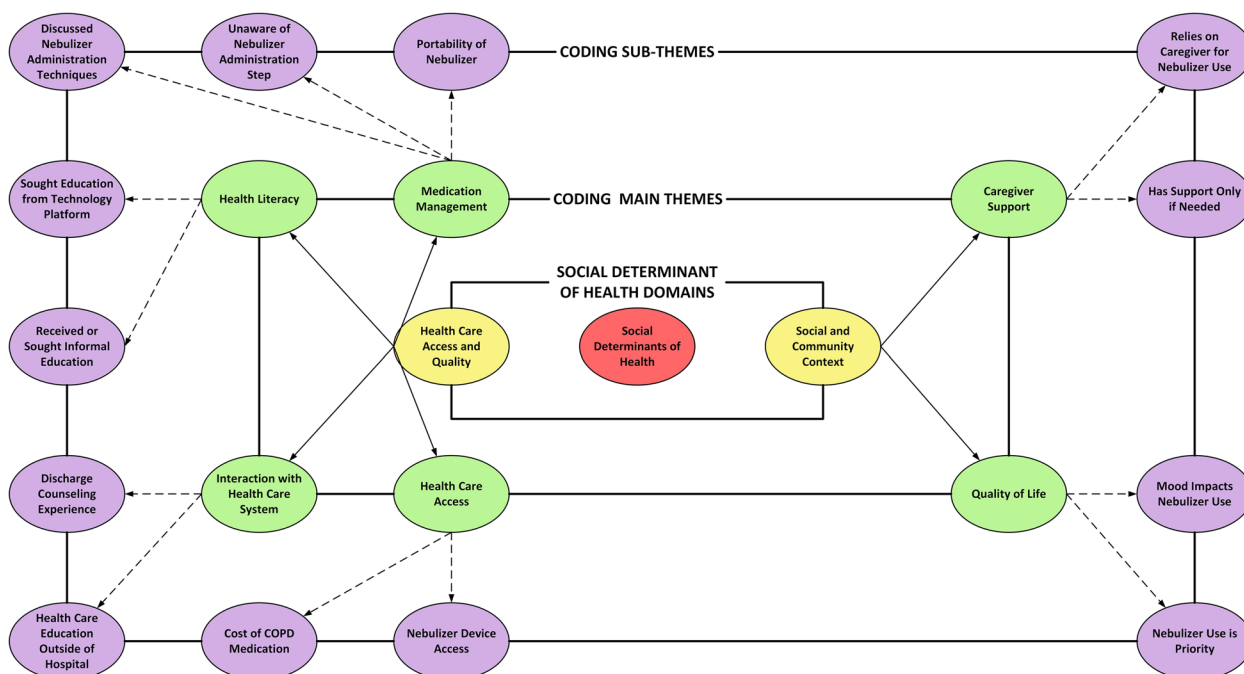 Discussed
Nebulizer
Administration
Techniques
Unaware of
Nebulizer
Administration
Step
Portability of
Nebulizer
CODING SUB-THEMES
Relies on
Caregiver for
Nebulizer Use
Sought Education
from Technology
Platform
Health Literacy
Medication
Management
CODING MAIN THEMES
Caregiver
Support
Has Support Only
if Needed
SOCIAL DETERMINANT
OF HEALTH DOMAINS
Received or
Sought Informal
Education
Health Care
Access and
Quality
Social
Determinants of
Health
Social and
Community
Context
Discharge
Counseling
Experience
Interaction with
Health Care
System
Health Care
Access
Quality of Life
Mood Impacts
Nebulizer Use
Health Care
Education
Outside of
Hospital
Cost of COPD
Medication
Nebulizer Device
Access
Nebulizer Use is
Priority